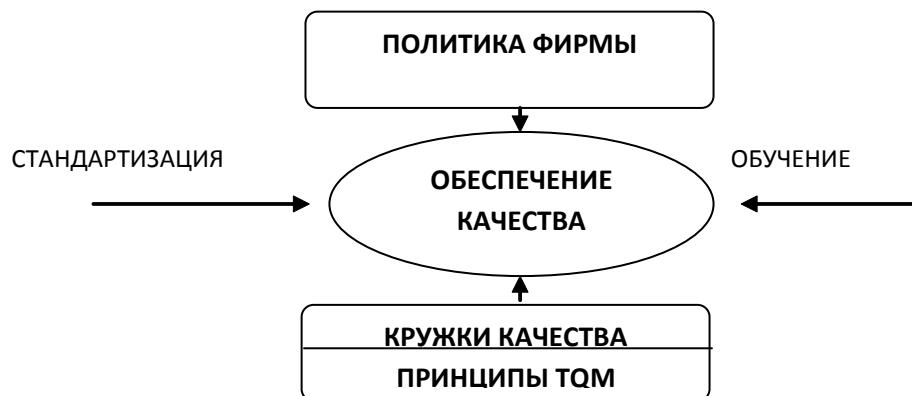 ПОЛИТИКА ФИРМЫ
СТАНДАРТИЗАЦИЯ
ОБУЧЕНИЕ
ОБЕСПЕЧЕНИЕ
КАЧЕСТВА
КРУЖКИ КАЧЕСТВА
ПРИНЦИПЫ TQM